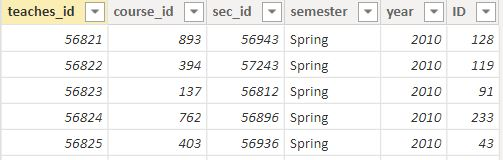 teaches_id course_id sec_id semester year ID
56821 893 56943 Spring 2010 128
56822 394 57243 Spring 2010 119
56823 137 56812 Spring 2010 91
56824 762 56896 Spring 2010 233
56825 403 56936 Spring 2010 43